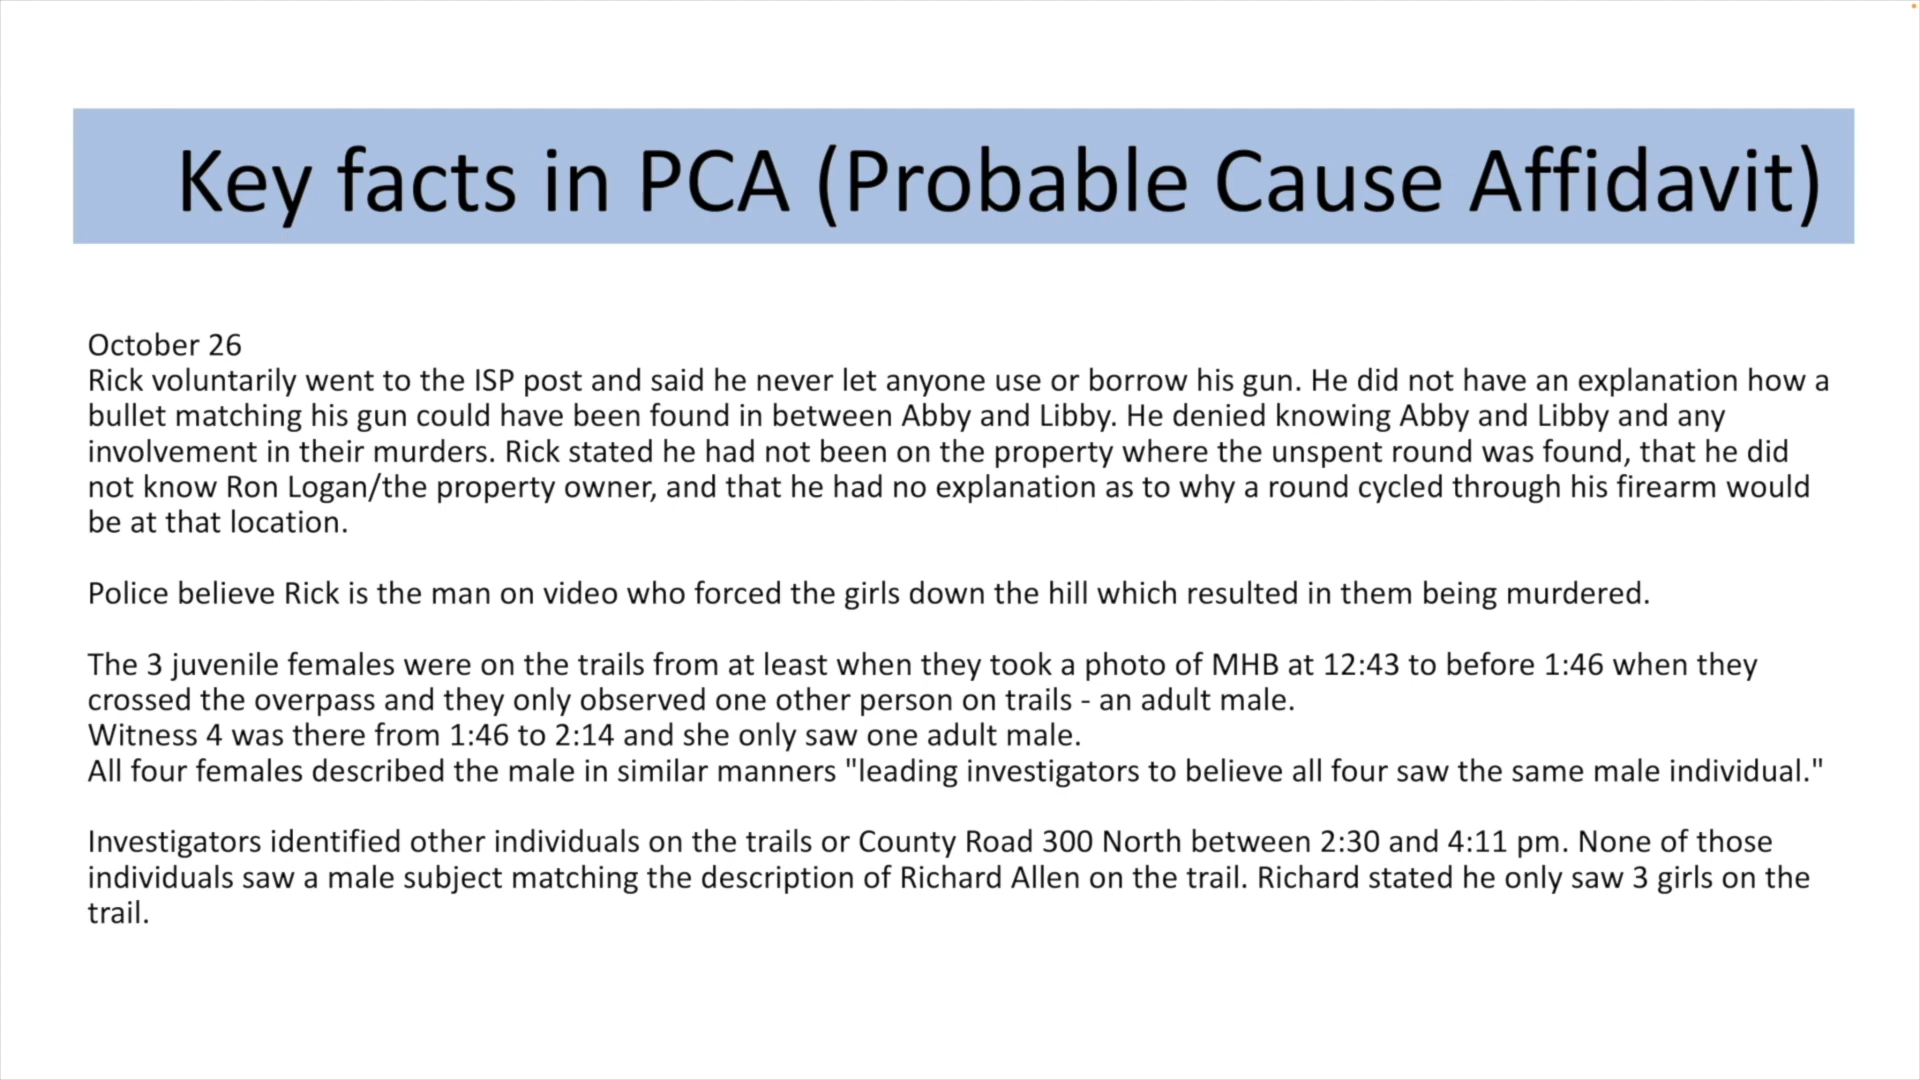 Key facts in PCA (Probable Cause Affidavit)
October 26
Rick voluntarily went to the ISP post and said he never let anyone use or borrow his gun. He did not have an explanation how a
bullet matching his gun could have been found in between Abby and Libby. He denied knowing Abby and Libby and any
involvement in their murders. Rick stated he had not been on the property where the unspent round was found, that he did
not know Ron Logan/the property owner, and that he had no explanation as to why a round cycled through his firearm would
be at that location.
Police believe Rick is the man on video who forced the girls down the hill which resulted in them being murdered.
The 3 juvenile females were on the trails from at least when they took a photo of MHB at 12:43 to before 1:46 when they
crossed the overpass and they only observed one other person on trails - an adult male.
Witness 4 was there from 1:46 to 2:14 and she only saw one adult male.
All four females described the male in similar manners "leading investigators to believe all four saw the same male individual."
Investigators identified other individuals on the trails or County Road 300 North between 2:30 and 4:11 pm. None of those
individuals saw a male subject matching the description of Richard Allen on the trail. Richard stated he only saw 3 girls on the
trail.